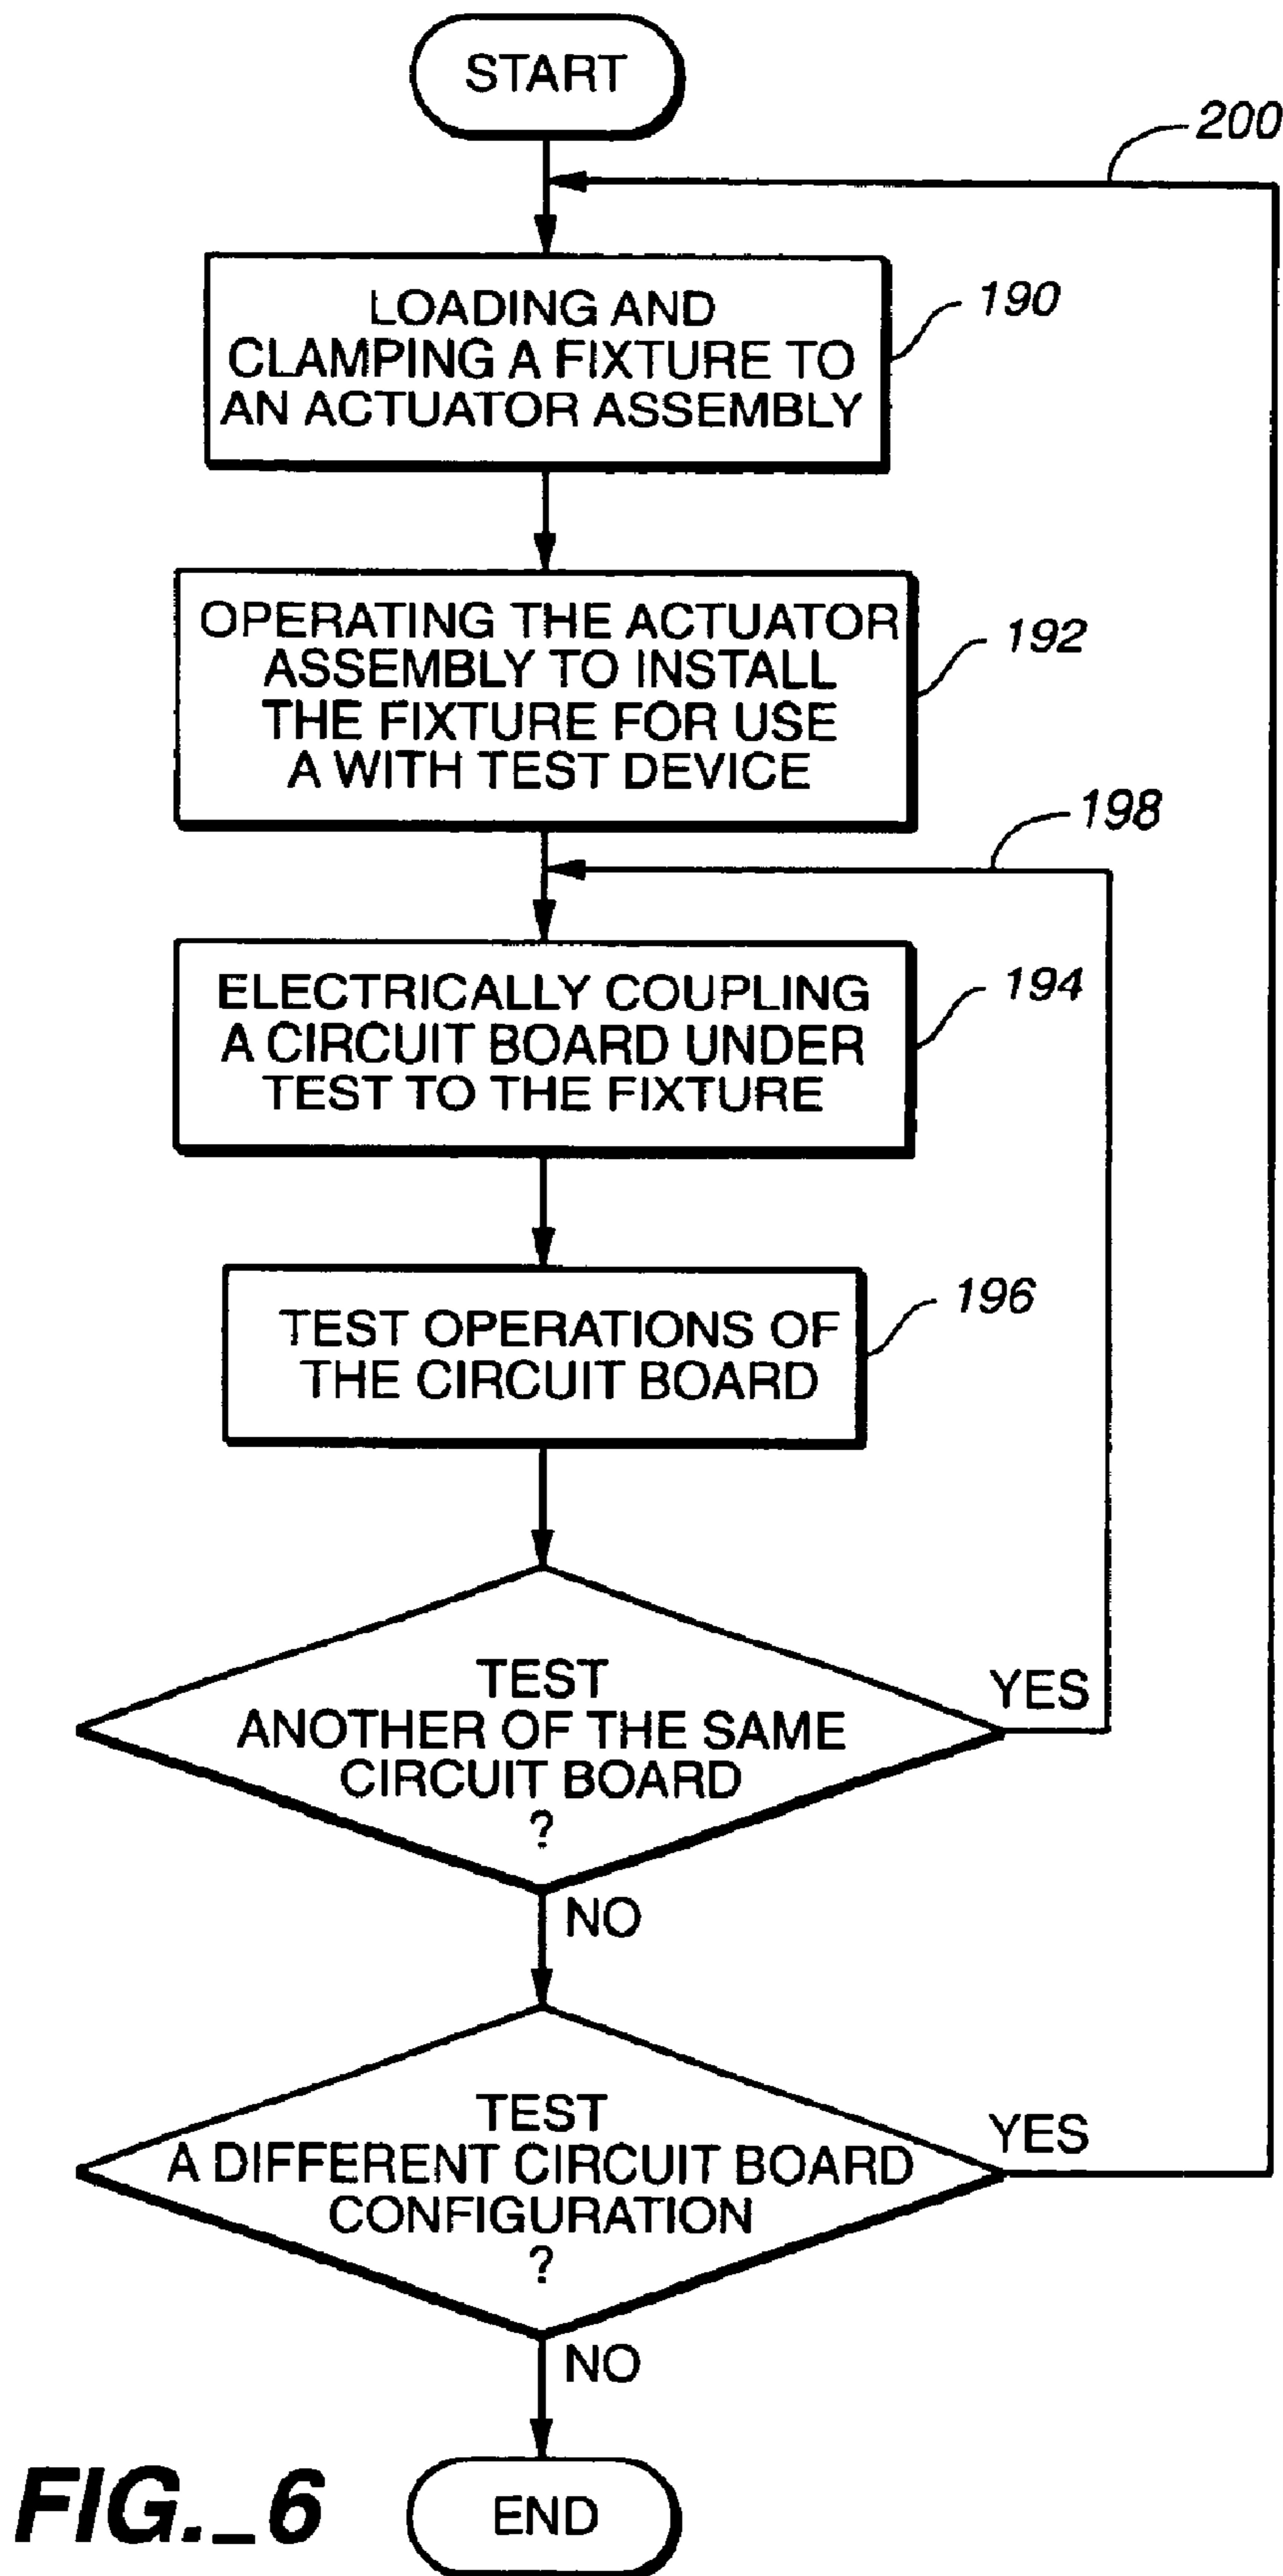 START
200
LOADING AND
CLAMPING A FIXTURE TO
AN ACTUATOR ASSEMBLY
190
OPERATING THE ACTUATOR
ASSEMBLY TO INSTALL
THE FIXTURE FOR USE
A WITH TEST DEVICE
192
198
ELECTRICALLY COUPLING
A CIRCUIT BOARD UNDER
TEST TO THE FIXTURE
194
TEST OPERATIONS OF
THE CIRCUIT BOARD
196
TEST
ANOTHER OF THE SAME
CIRCUIT BOARD
?
YES
NO
TEST
A DIFFERENT CIRCUIT BOARD
CONFIGURATION
?
YES
NO
END
FIG._6